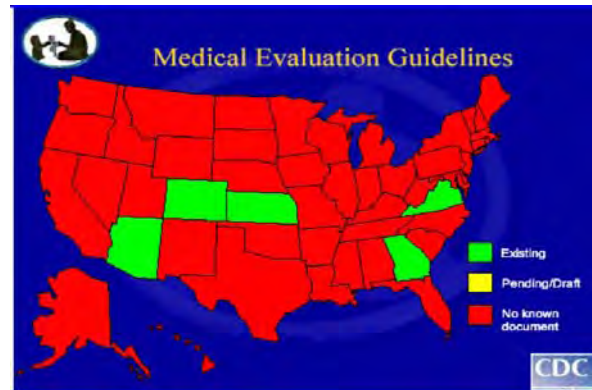 Medical Evaluation Guidelines
Existing
Pending/Draft
No known
document
CDC